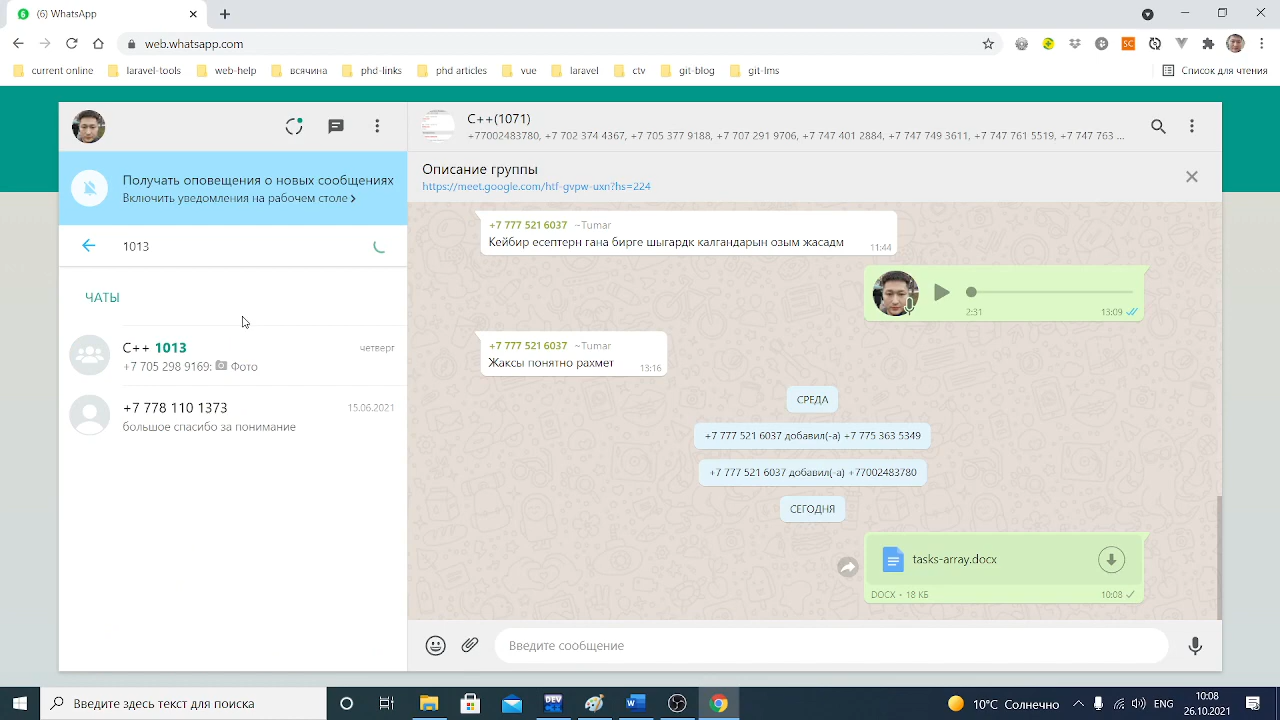 6
(6) WhatsApp
web.whatsapp.com
SC
current online
laravel-tools
web-help
всячина
php-links
phd articles
vue
laravel
ctv
git-blog
git-lms
Список для чтения
Получать оповещения о новых сообщениях
Включить уведомления на рабочем столе
1013
ЧАТЫ
C++ 1013
четверг
+7 705 298 9169: Фото
+7 778 110 1373
15.06.2021
большое спасибо за понимание
C++(1071)
+77002483780, +7 702 376 4367, +7 705 377 9188, +7 707 291 9706, +7 747 401 2886, +7 747 749 3611, +7 747 761 5519, +7 747 763 ...
Описание группы
https://meet.google.com/htf-gvpw-uxn?hs=224
+7 777 521 6037 ~Tumar
Кейбир есептерн гана бирге шыгардк калгандарын озым жасадм
11:44
2:31
13:09
+7 777 521 6037 ~Tumar
Жаксы понятно рахмет
13:16
СРЕДА
+7 777 521 6037 добавил(-а) +7 775 363 5349
+7 777 521 6037 добавил(-а) +77002483780
СЕГОДНЯ
tasks-array.docx
DOCX • 18 КБ
10:08
Введите сообщение
Введите здесь текст для поиска
10°C Солнечно
ENG
10:08
26.10.2021